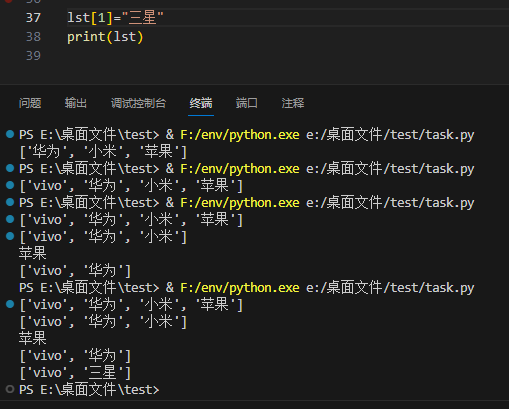 37 lst[1]="三星"
38 print(lst)
39
问题 输出 调试控制台 终端 端口 注释
PS E:\桌面文件\test> & F:/env/python.exe e:/桌面文件/test/task.py
['华为', '小米', '苹果']
PS E:\桌面文件\test> & F:/env/python.exe e:/桌面文件/test/task.py
['vivo', '华为', '小米', '苹果']
PS E:\桌面文件\test> & F:/env/python.exe e:/桌面文件/test/task.py
['vivo', '华为', '小米', '苹果']
['vivo', '华为', '小米']
苹果
['vivo', '华为']
PS E:\桌面文件\test> & F:/env/python.exe e:/桌面文件/test/task.py
['vivo', '华为', '小米', '苹果']
['vivo', '华为', '小米']
苹果
['vivo', '华为']
['vivo', '三星']
PS E:\桌面文件\test>